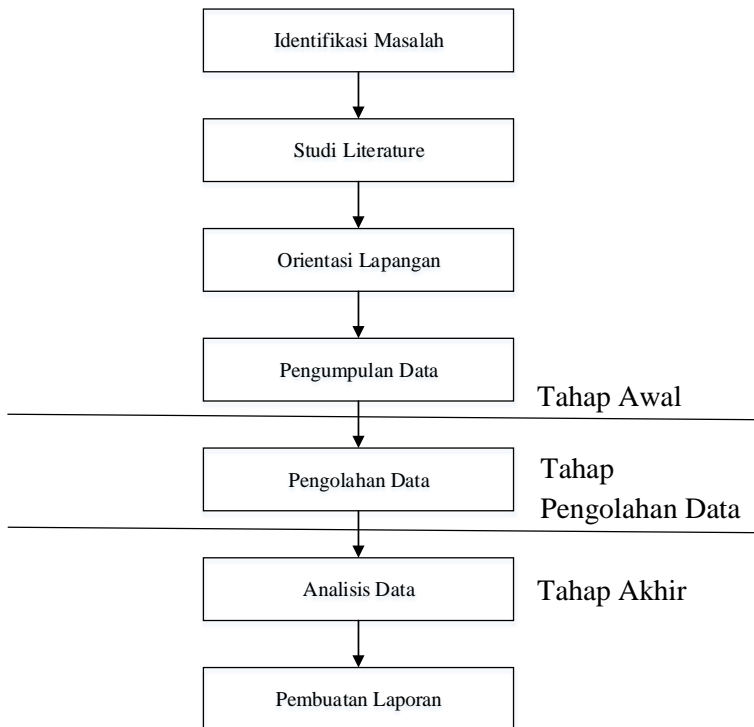 Identifikasi Masalah
Studi Literature
Orientasi Lapangan
Pengumpulan Data
Tahap Awal
Pengolahan Data
Tahap
Pengolahan Data
Analisis Data
Tahap Akhir
Pembuatan Laporan